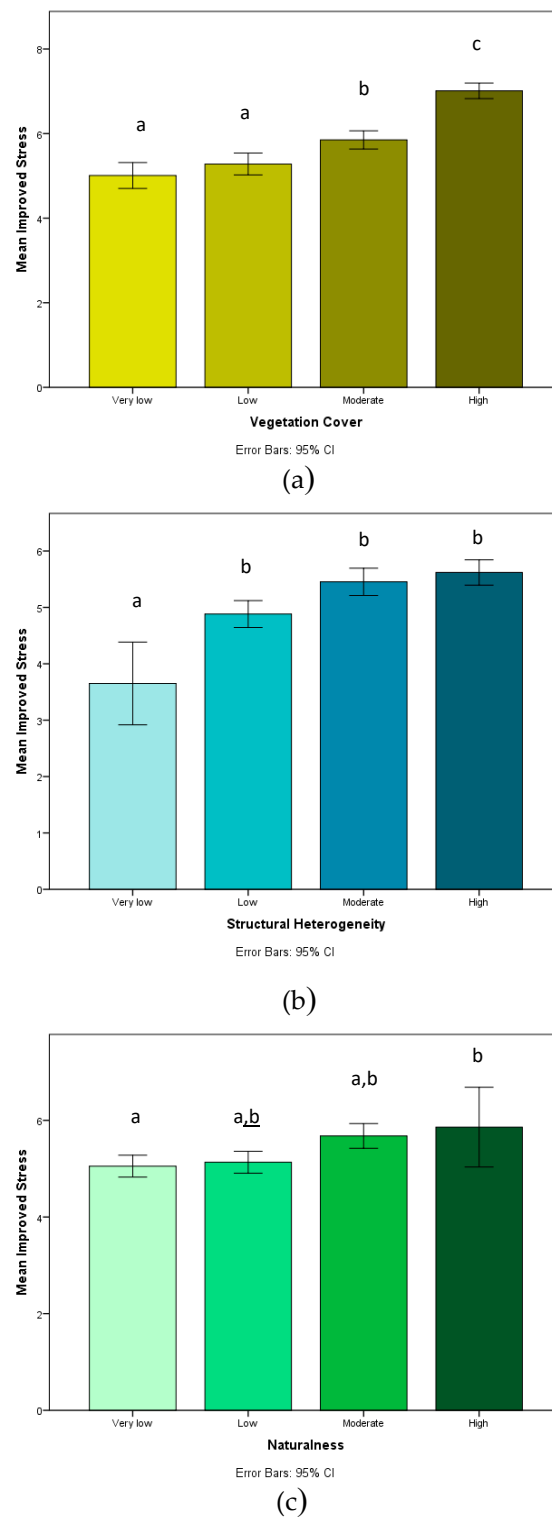 c
8
b
a
a
6
Mean Improved Stress
4
2
0
Very low Low Moderate High
Vegetation Cover
Error Bars: 95% CI
(a)
6
b b
b
a
5
4
Mean Improved Stress
3
2
1
0
Very low Low Moderate High
Structural Heterogeneity
Error Bars: 95% CI
(b)
b
a,b
a a,b
6
Mean Improved Stress
4
2
0
Very low Low Moderate High
Naturalness
Error Bars: 95% CI
(c)